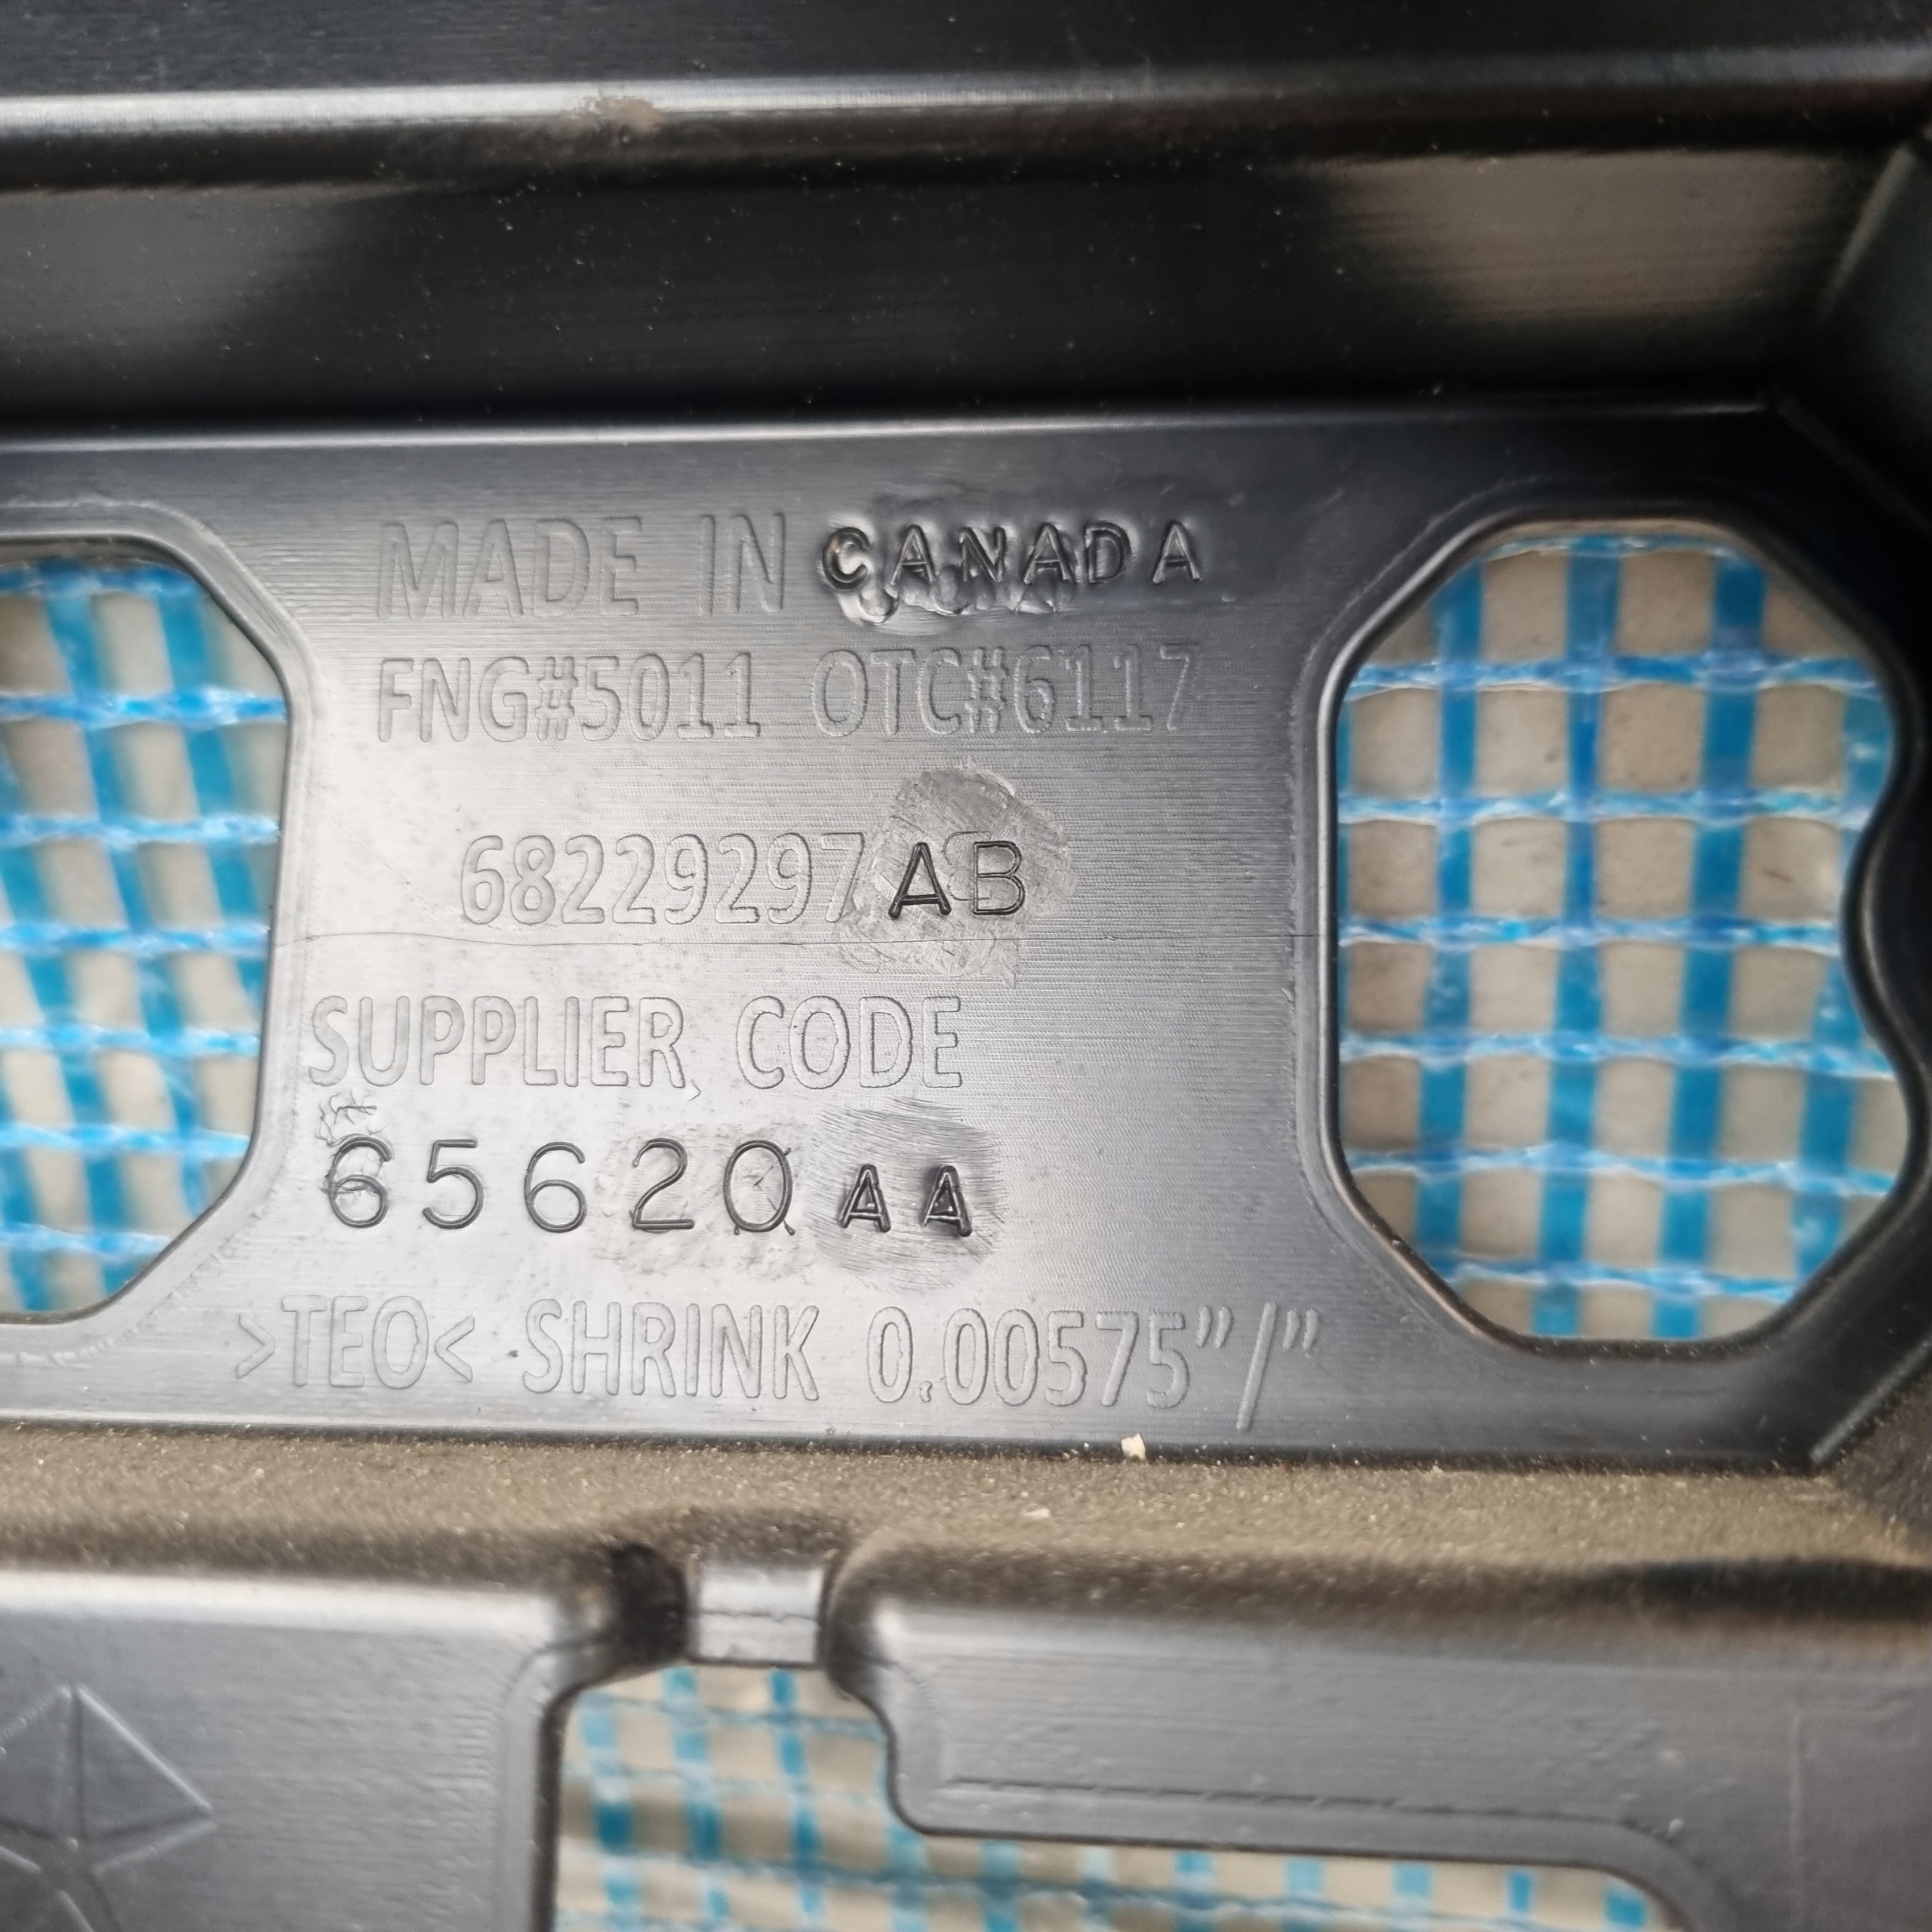 MADE IN CANADA
FNG#5011 OTC#6117
68229297AB
SUPPLIER CODE
65620AA
>TEO< SHRINK 0.00575”/”